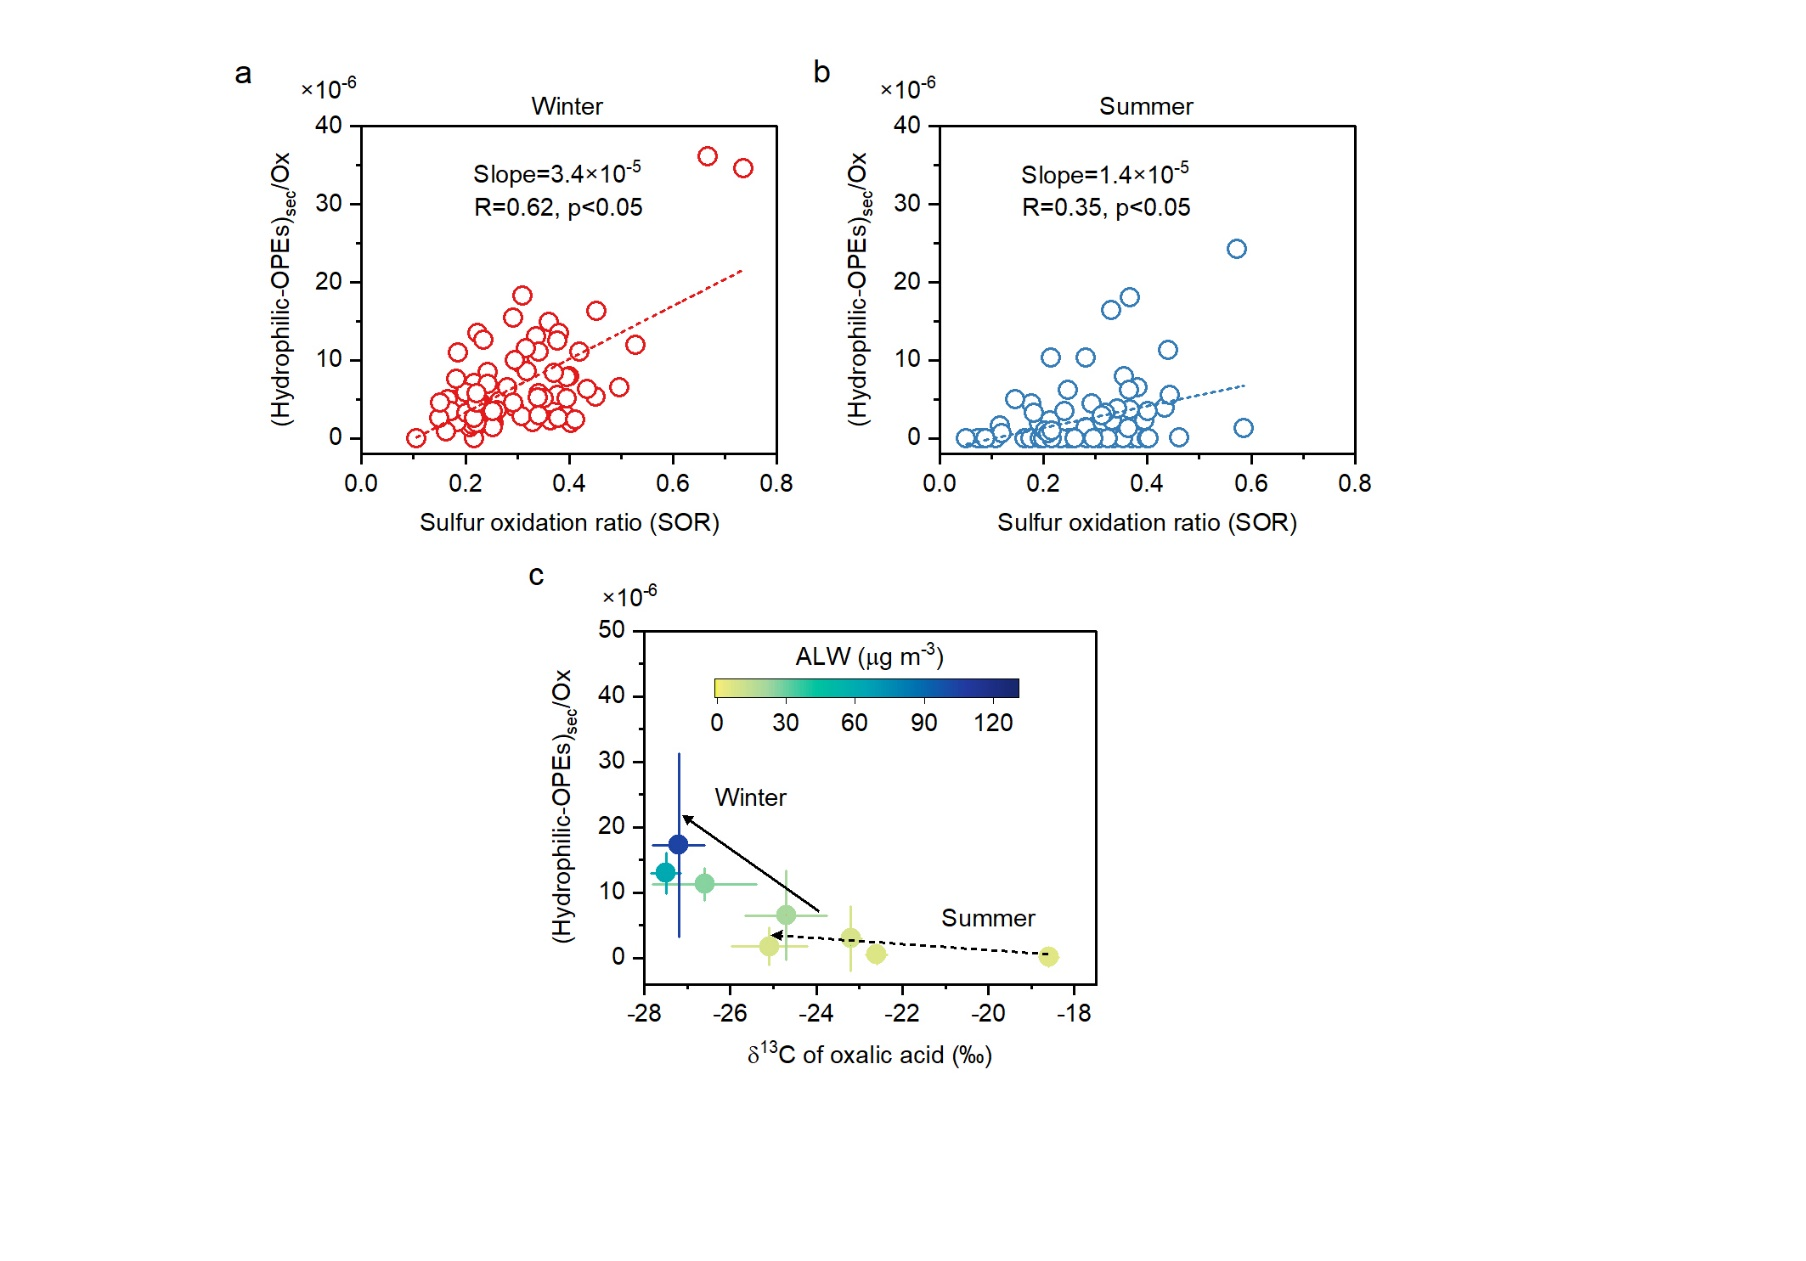 a
×10⁻⁶
Winter
(Hydrophilic-OPEs)sec/Ox
40
30
20
10
0
Slope=3.4×10⁻⁵
R=0.62, p<0.05
0.0 0.2 0.4 0.6 0.8
Sulfur oxidation ratio (SOR)
b
×10⁻⁶
Summer
(Hydrophilic-OPEs)sec/Ox
40
30
20
10
0
Slope=1.4×10⁻⁵
R=0.35, p<0.05
0.0 0.2 0.4 0.6 0.8
Sulfur oxidation ratio (SOR)
c
×10⁻⁶
(Hydrophilic-OPEs)sec/Ox
50
40
30
20
10
0
ALW (μg m⁻³)
0 30 60 90 120
Winter
Summer
-28 -26 -24 -22 -20 -18
δ¹³C of oxalic acid (‰)